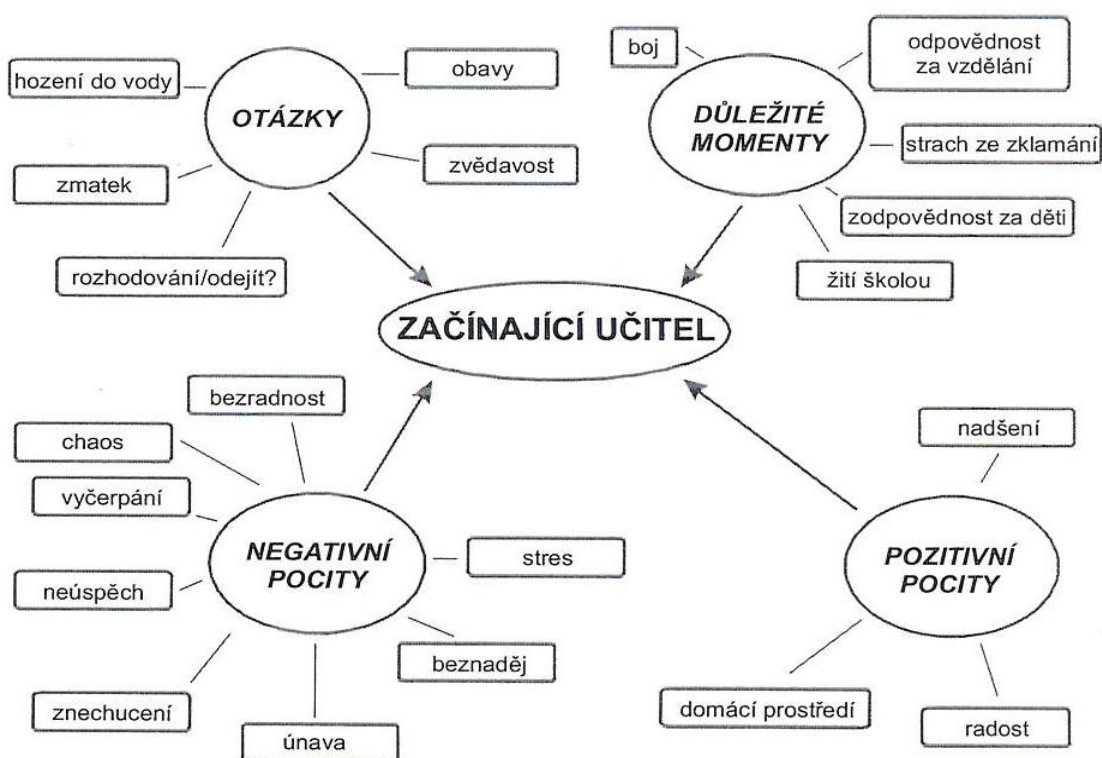 boj
odpovědnost
za vzdělání
hození do vody
obavy
OTÁZKY
DŮLEŽITÉ
MOMENTY
strach ze zklamání
zmatek
zvědavost
zodpovědnost za děti
rozhodování/odejít?
žití školou
ZAČÍNAJÍCÍ UČITEL
bezradnost
chaos
nadšení
vyčerpání
NEGATIVNÍ
POCITY
stres
POZITIVNÍ
POCITY
neúspěch
beznaděj
znechucení
domácí prostředí
radost
únava